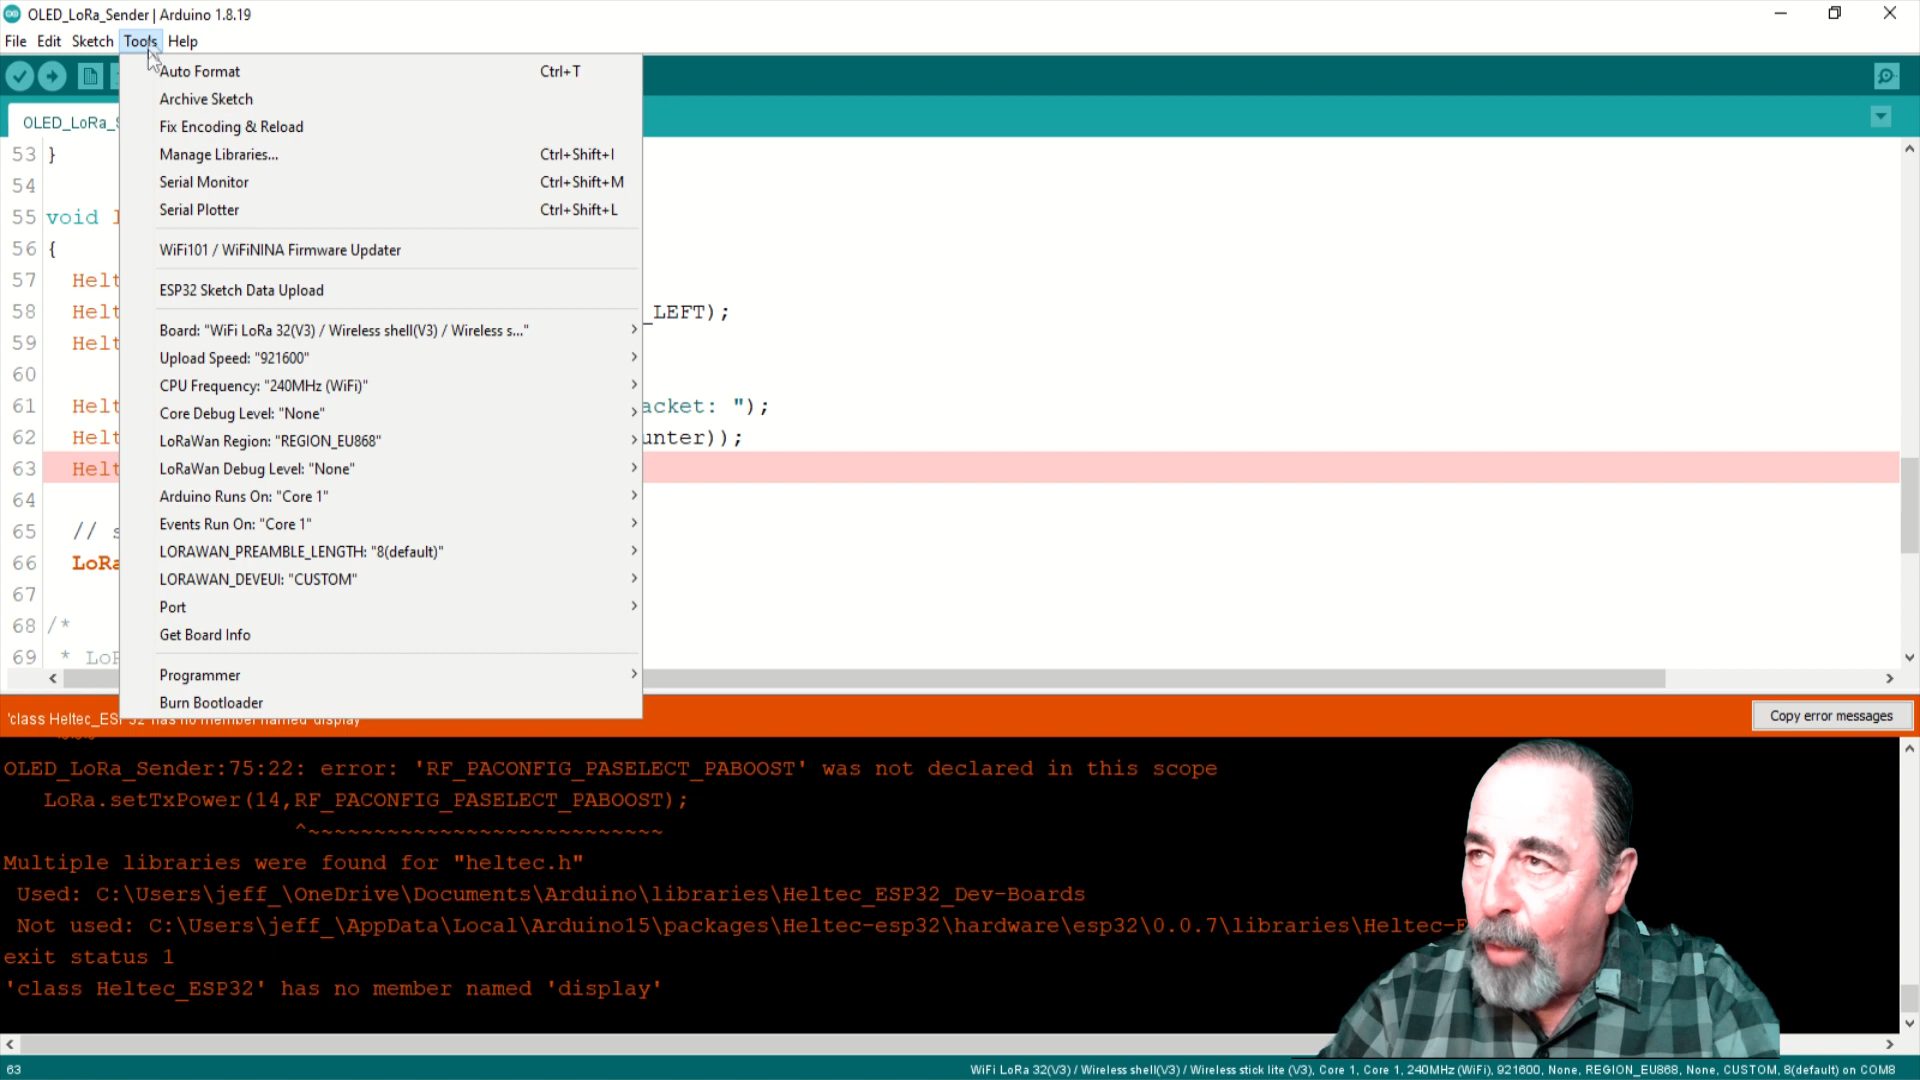 OLED_LoRa_Sender | Arduino 1.8.19
File Edit Sketch Tools Help
Auto Format Ctrl+T
Archive Sketch
Fix Encoding & Reload
Manage Libraries... Ctrl+Shift+I
Serial Monitor Ctrl+Shift+M
Serial Plotter Ctrl+Shift+L
WiFi101 / WiFiNINA Firmware Updater
ESP32 Sketch Data Upload
Board: "WiFi LoRa 32(V3) / Wireless shell(V3) / Wireless s..."
Upload Speed: "921600"
CPU Frequency: "240MHz (WiFi)"
Core Debug Level: "None"
LoRaWan Region: "REGION_EU868"
LoRaWan Debug Level: "None"
Arduino Runs On: "Core 1"
Events Run On: "Core 1"
LORAWAN_PREAMBLE_LENGTH: "8(default)"
LORAWAN_DEVEUI: "CUSTOM"
Port
Get Board Info
Programmer
Burn Bootloader
OLED_LoRa_S
53 }
54
55 void l
56 {
57 Helt
58 Helt _LEFT);
59 Helt
60
61 Helt acket: ");
62 Helt unter));
63 Helt
64
65 // s
66 LoRa
67
68 /*
69 * LoR
'class Heltec_ESP32' has no member named 'display'
Copy error messages
OLED_LoRa_Sender:75:22: error: 'RF_PACONFIG_PASELECT_PABOOST' was not declared in this scope
LoRa.setTxPower(14,RF_PACONFIG_PASELECT_PABOOST);
^~~~~~~~~~~~~~~~~~~~~~~~~~~~
Multiple libraries were found for "heltec.h"
Used: C:\Users\jeff_\OneDrive\Documents\Arduino\libraries\Heltec_ESP32_Dev-Boards
Not used: C:\Users\jeff_\AppData\Local\Arduino15\packages\Heltec-esp32\hardware\esp32\0.0.7\libraries\Heltec-E
exit status 1
'class Heltec_ESP32' has no member named 'display'
63 WiFi LoRa 32(V3) / Wireless shell(V3) / Wireless stick lite (V3), Core 1, Core 1, 240MHz (WiFi), 921600, None, REGION_EU868, None, CUSTOM, 8(default) on COM8